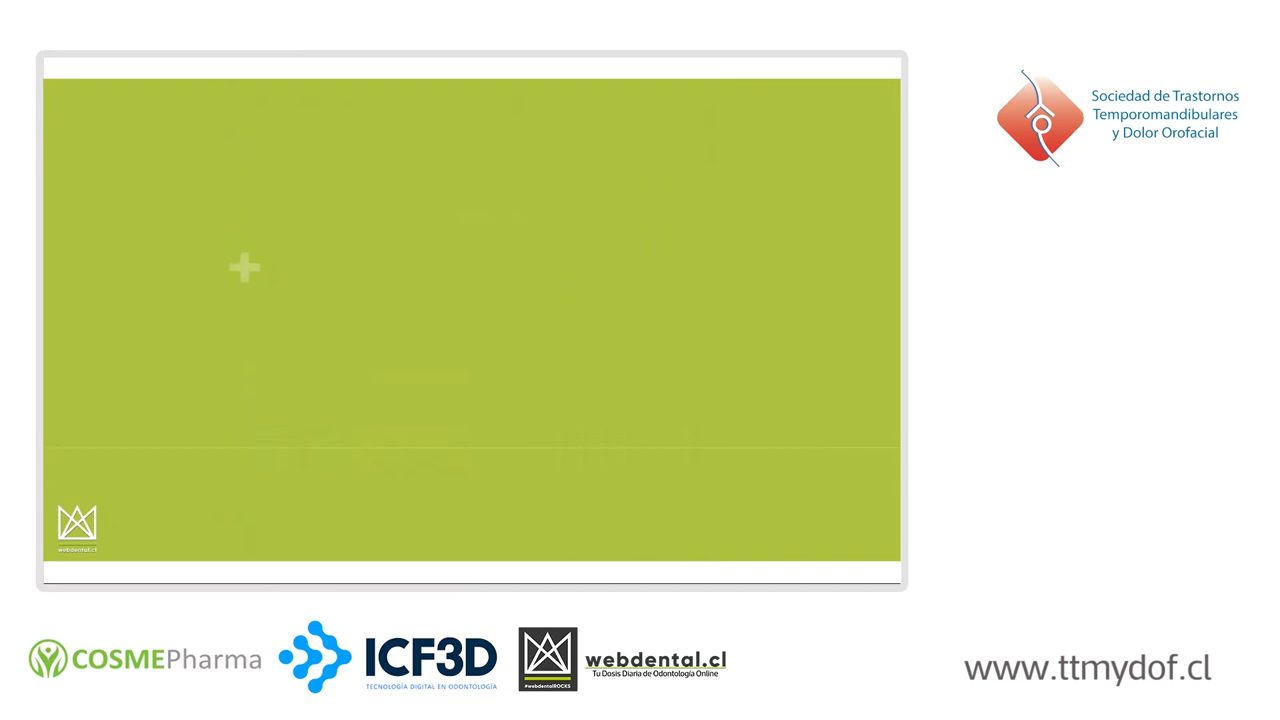 Sociedad de Trastornos
Temporomandibulares
y Dolor Orofacial
webdental.cl
COSMEPharma
ICF3D
TECNOLOGÍA DIGITAL EN ODONTOLOGÍA
#webdentalROCKS
webdental.cl
Tu Dosis Diaria de Odontología Online
www.ttmydof.cl